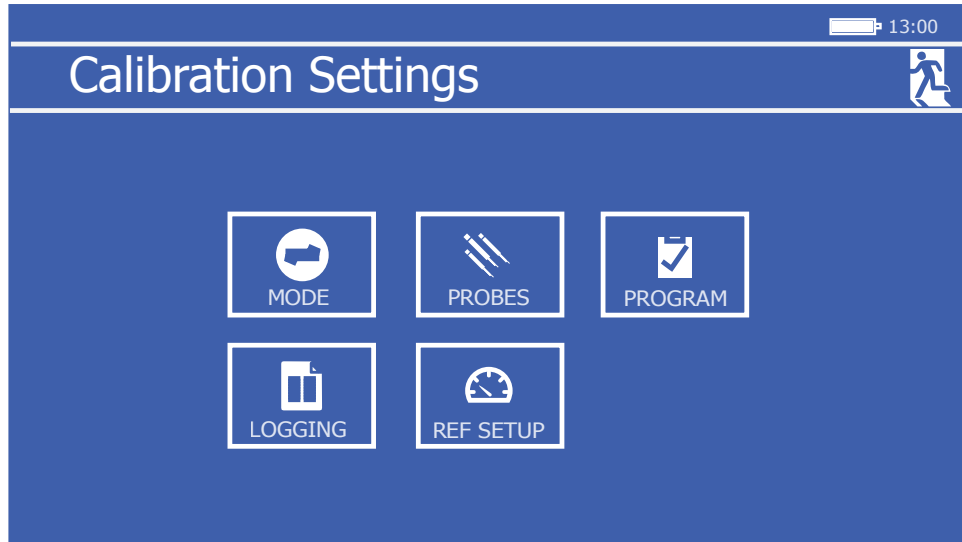 13:00
Calibration Settings
MODE
PROBES
PROGRAM
LOGGING
REF SETUP